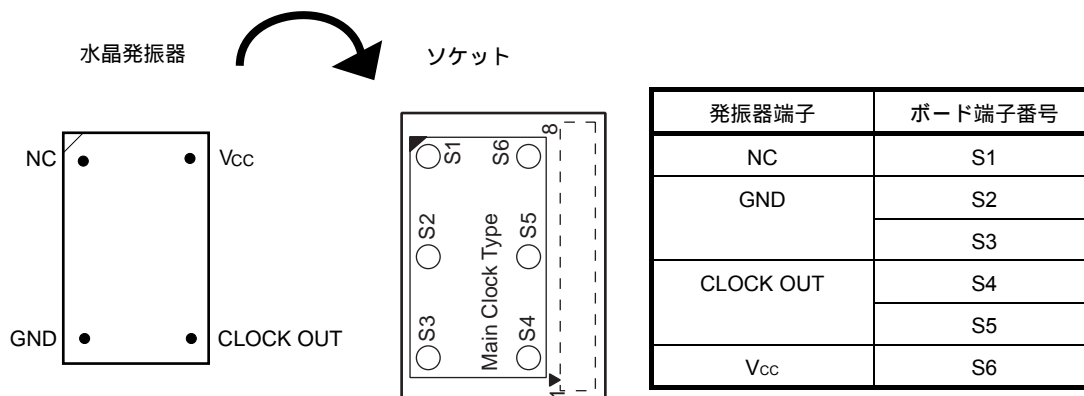 水晶発振器
ソケット
NC
VCC
GND
CLOCK OUT
S1
S6
8
S2
S5
S3
S4
Main Clock Type
1
発振器端子 ボード端子番号
NC S1
GND S2
S3
CLOCK OUT S4
S5
VCC S6